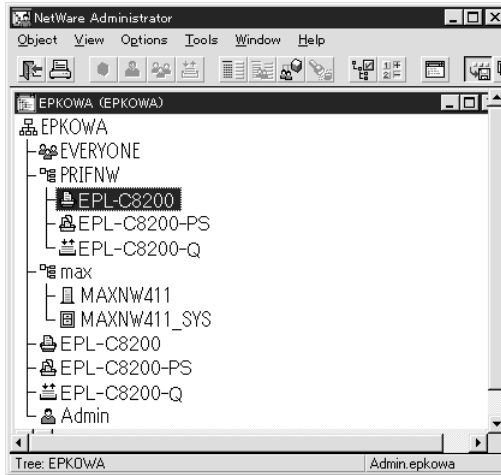 NetWare Administrator
Object View Options Tools Window Help
EPKOWA (EPKOWA)
EPKOWA
EVERYONE
PRIFNW
EPL-C8200
EPL-C8200-PS
EPL-C8200-Q
max
MAXNW411
MAXNW411_SYS
EPL-C8200
EPL-C8200-PS
EPL-C8200-Q
Admin
Tree: EPKOWA Admin.epkowa